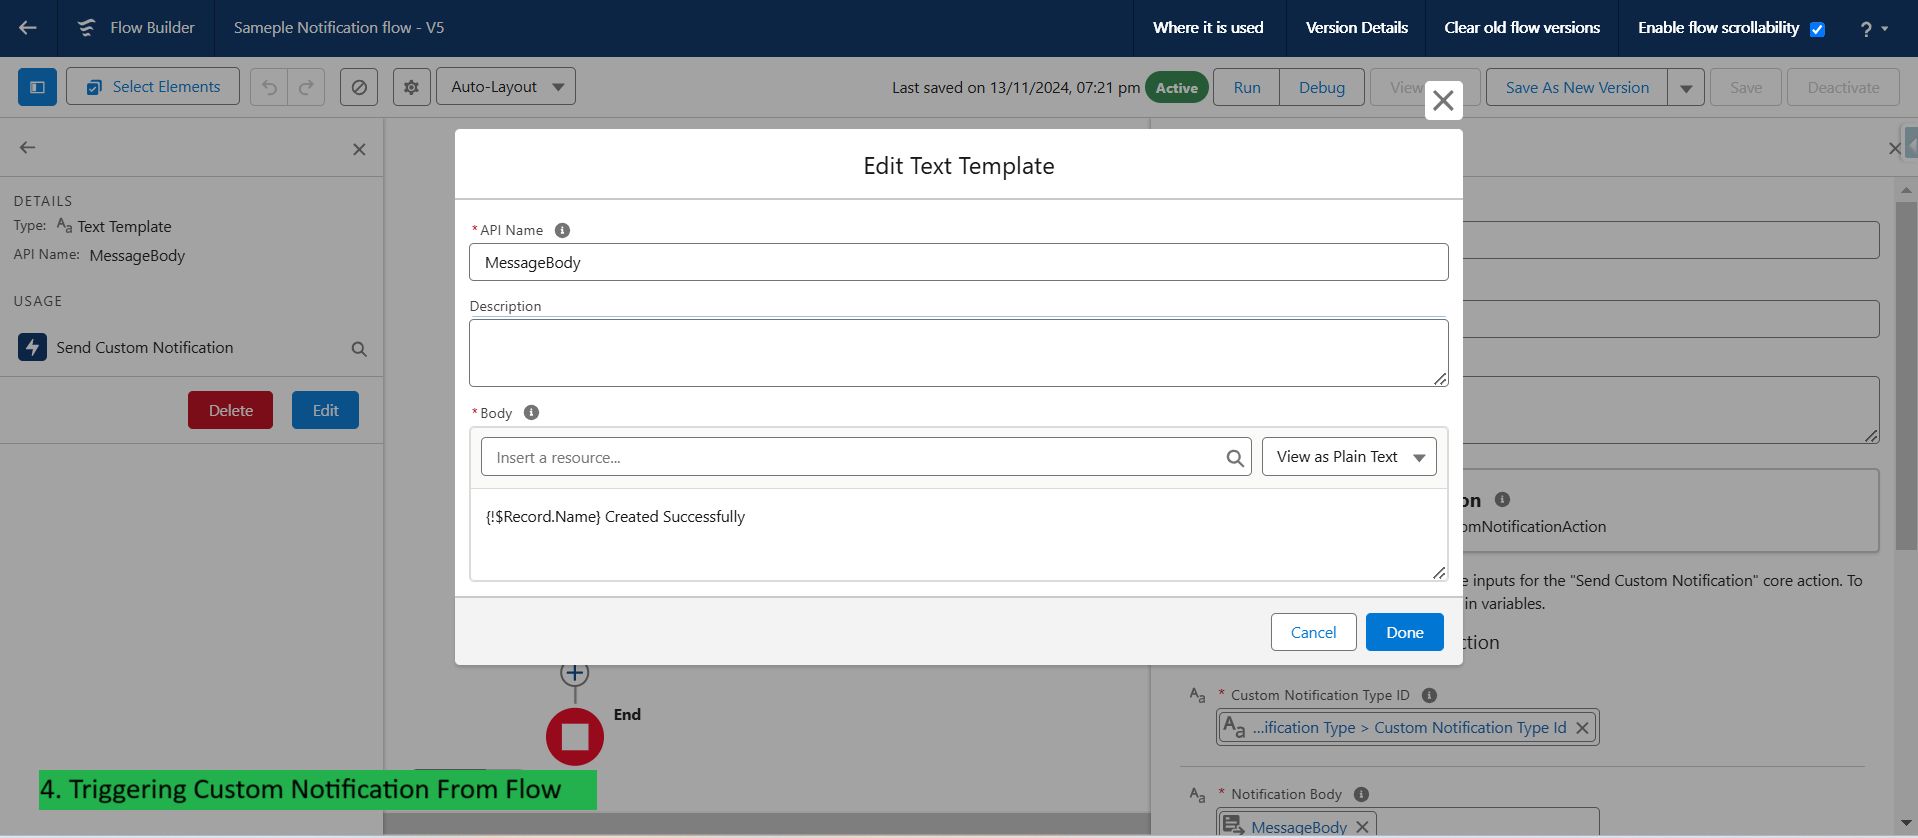 Flow Builder
Sameple Notification flow - V5
Where it is used
Version Details
Clear old flow versions
Enable flow scrollability
?
Select Elements
Auto-Layout
Last saved on 13/11/2024, 07:21 pm
Active
Run
Debug
View
Save As New Version
Save
Deactivate
DETAILS
Type: Aa Text Template
API Name: MessageBody
USAGE
Send Custom Notification
Delete
Edit
Edit Text Template
* API Name
MessageBody
Description
* Body
Insert a resource...
View as Plain Text
{!$Record.Name} Created Successfully
Cancel
Done
End
4. Triggering Custom Notification From Flow
on
omNotificationAction
e inputs for the "Send Custom Notification" core action. To
in variables.
ction
Aa * Custom Notification Type ID
Aa ...ification Type > Custom Notification Type Id
Aa * Notification Body
MessageBody